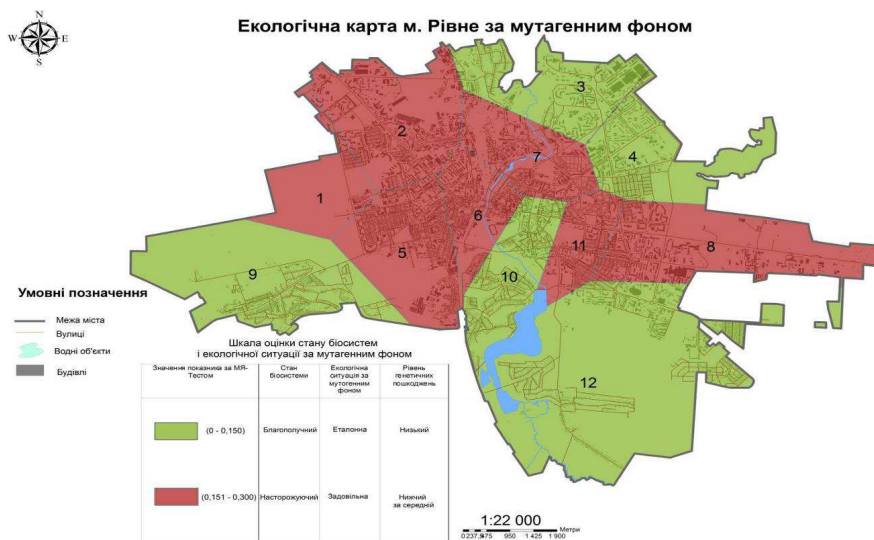 Екологічна карта м. Рівне за мутагенним фоном
N
W E
S
3
2
7
4
1
6
5
11
8
9
10
12
Умовні позначення
Межа міста
Вулиці
Водні об'єкти
Будівлі
Шкала оцінки стану біосистем
і екологічної ситуації за мутагенним фоном
Значення показника за МЯ-
Тестом
Стан
біосистеми
Екологічна
ситуація за
мутогенним
фоном
Рівень
генетичних
пошкоджень
(0 - 0,150) Благополучний Еталонна Низький
(0,151 - 0,300) Насторожуючий Задовільна Нижчий
за середній
1:22 000
Метри
950 1 425 1 900